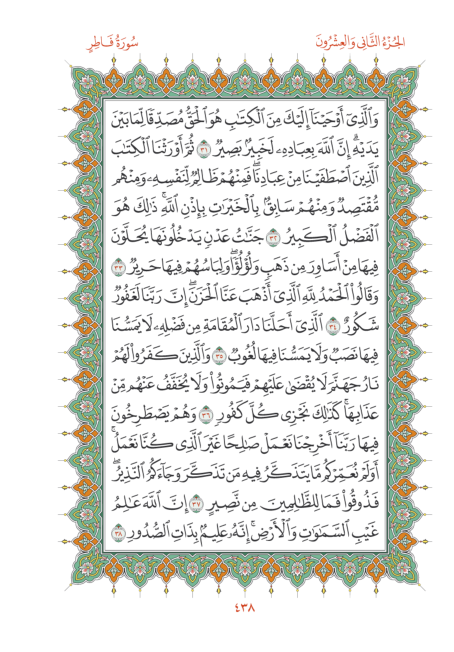 سُورَةُ فَاطِرٍ
الجُزْءُ الثَّانِي وَالعِشْرُونَ
وَٱلَّذِيٓ أَوۡحَيۡنَآ إِلَيۡكَ مِنَ ٱلۡكِتَٰبِ هُوَ ٱلۡحَقُّ مُصَدِّقٗا لِّمَا بَيۡنَ
يَدَيۡهِۗ إِنَّ ٱللَّهَ بِعِبَادِهِۦ لَخَبِيرُۢ بَصِيرٞ ٣١ ثُمَّ أَوۡرَثۡنَا ٱلۡكِتَٰبَ
ٱلَّذِينَ ٱصۡطَفَيۡنَا مِنۡ عِبَادِنَاۖ فَمِنۡهُمۡ ظَالِمٞ لِّنَفۡسِهِۦ وَمِنۡهُم
مُّقۡتَصِدٞ وَمِنۡهُمۡ سَابِقُۢ بِٱلۡخَيۡرَٰتِ بِإِذۡنِ ٱللَّهِۚ ذَٰلِكَ هُوَ
ٱلۡفَضۡلُ ٱلۡكَبِيرُ ٣٢ جَنَّٰتُ عَدۡنٖ يَدۡخُلُونَهَا يُحَلَّوۡنَ
فِيهَا مِنۡ أَسَاوِرَ مِن ذَهَبٖ وَلُؤۡلُؤٗاۖ وَلِبَاسُهُمۡ فِيهَا حَرِيرٞ ٣٣
وَقَالُواْ ٱلۡحَمۡدُ لِلَّهِ ٱلَّذِيٓ أَذۡهَبَ عَنَّا ٱلۡحَزَنَۖ إِنَّ رَبَّنَا لَغَفُورٞ
شَكُورٌ ٣٤ ٱلَّذِيٓ أَحَلَّنَا دَارَ ٱلۡمُقَامَةِ مِن فَضۡلِهِۦ لَا يَمَسُّنَا
فِيهَا نَصَبٞ وَلَا يَمَسُّنَا فِيهَا لُغُوبٞ ٣٥ وَٱلَّذِينَ كَفَرُواْ لَهُمۡ
نَارُ جَهَنَّمَ لَا يُقۡضَىٰ عَلَيۡهِمۡ فَيَمُوتُواْ وَلَا يُخَفَّفُ عَنۡهُم مِّنۡ
عَذَابِهَاۚ كَذَٰلِكَ نَجۡزِي كُلَّ كَفُورٖ ٣٦ وَهُمۡ يَصۡطَرِخُونَ
فِيهَا رَبَّنَآ أَخۡرِجۡنَا نَعۡمَلۡ صَٰلِحًا غَيۡرَ ٱلَّذِي كُنَّا نَعۡمَلُۚ
أَوَلَمۡ نُعَمِّرۡكُم مَّا يَتَذَكَّرُ فِيهِ مَن تَذَكَّرَ وَجَآءَكُمُ ٱلنَّذِيرُۖ
فَذُوقُواْ فَمَا لِلظَّٰلِمِينَ مِن نَّصِيرٍ ٣٧ إِنَّ ٱللَّهَ عَٰلِمُ
غَيۡبِ ٱلسَّمَٰوَٰتِ وَٱلۡأَرۡضِۚ إِنَّهُۥ عَلِيمُۢ بِذَاتِ ٱلصُّدُورِ ٣٨
٤٣٨